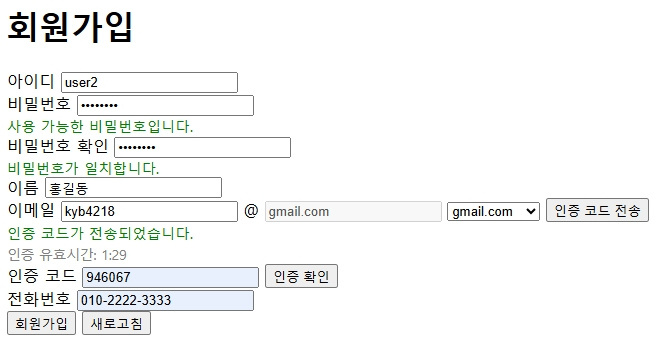 회원가입
아이디 user2
비밀번호 ••••••••
사용 가능한 비밀번호입니다.
비밀번호 확인 ••••••••
비밀번호가 일치합니다.
이름 홍길동
이메일 kyb4218 @ gmail.com gmail.com 인증 코드 전송
인증 코드가 전송되었습니다.
인증 유효시간: 1:29
인증 코드 946067 인증 확인
전화번호 010-2222-3333
회원가입 새로고침